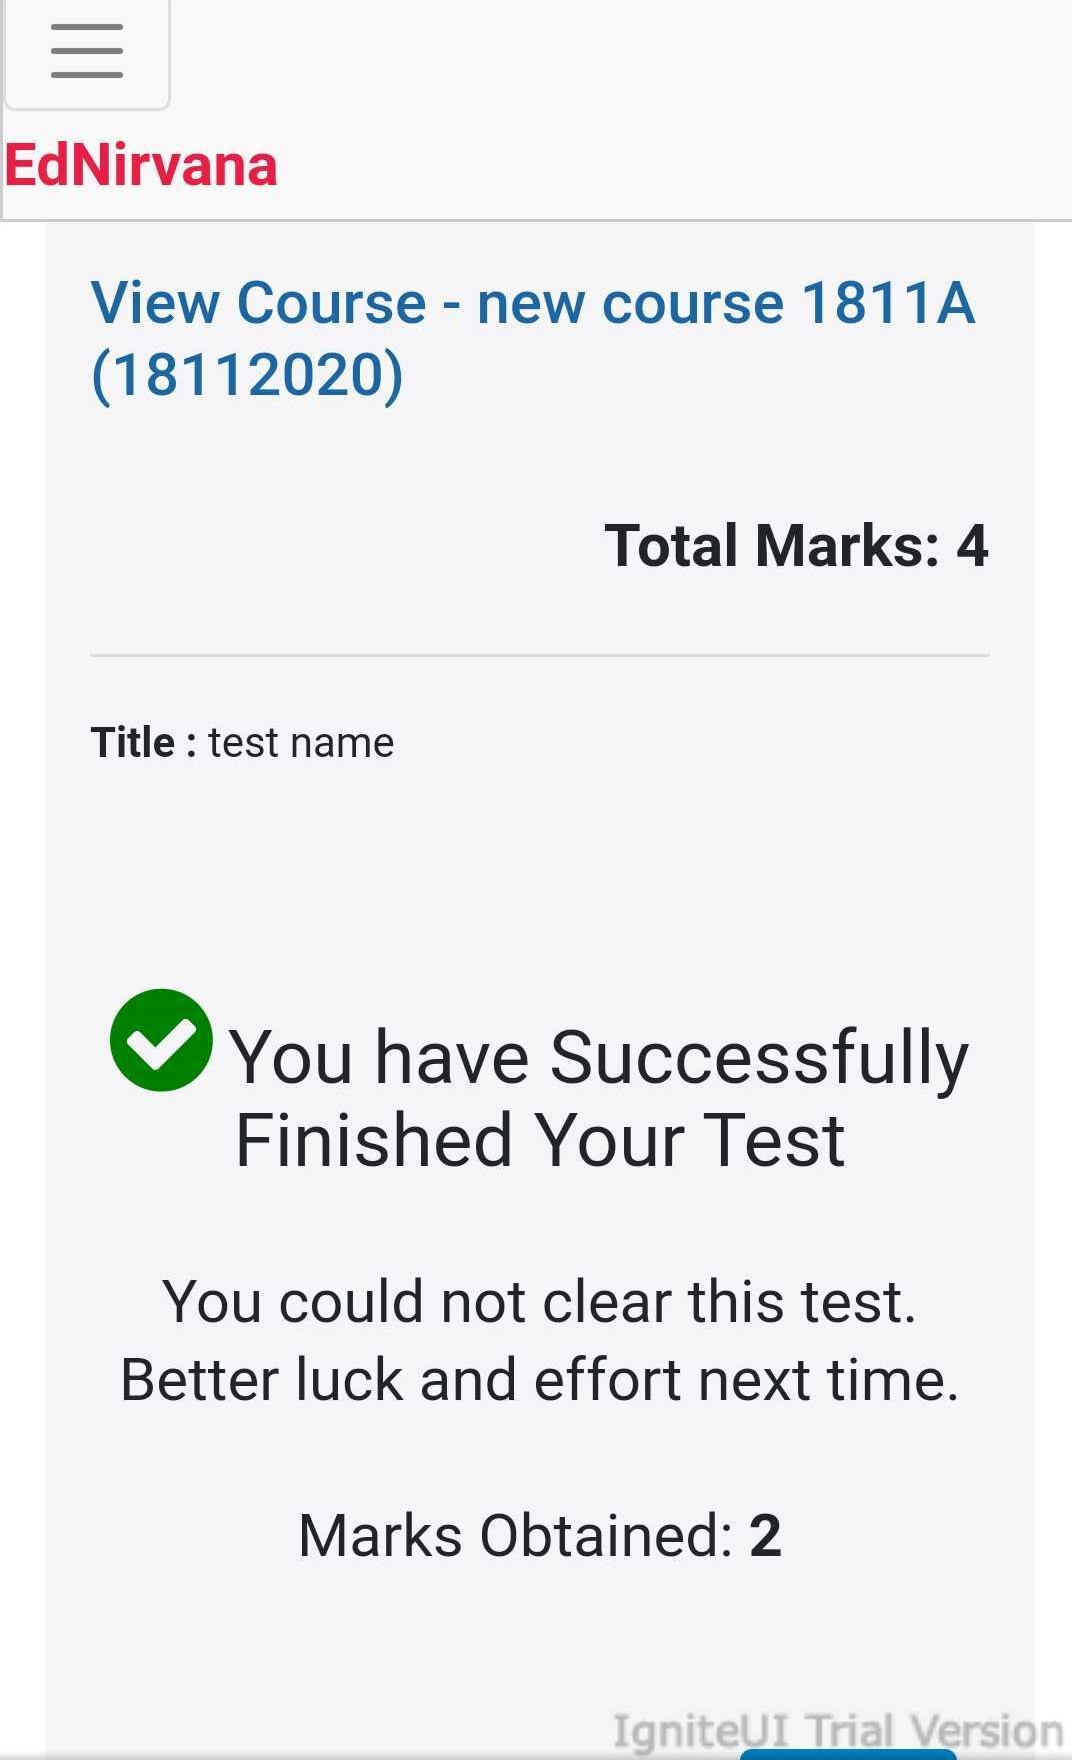 EdNirvana
View Course - new course 1811A
(18112020)
Total Marks: 4
Title : test name
You have Successfully
Finished Your Test
You could not clear this test.
Better luck and effort next time.
Marks Obtained: 2
IgniteUI Trial Version